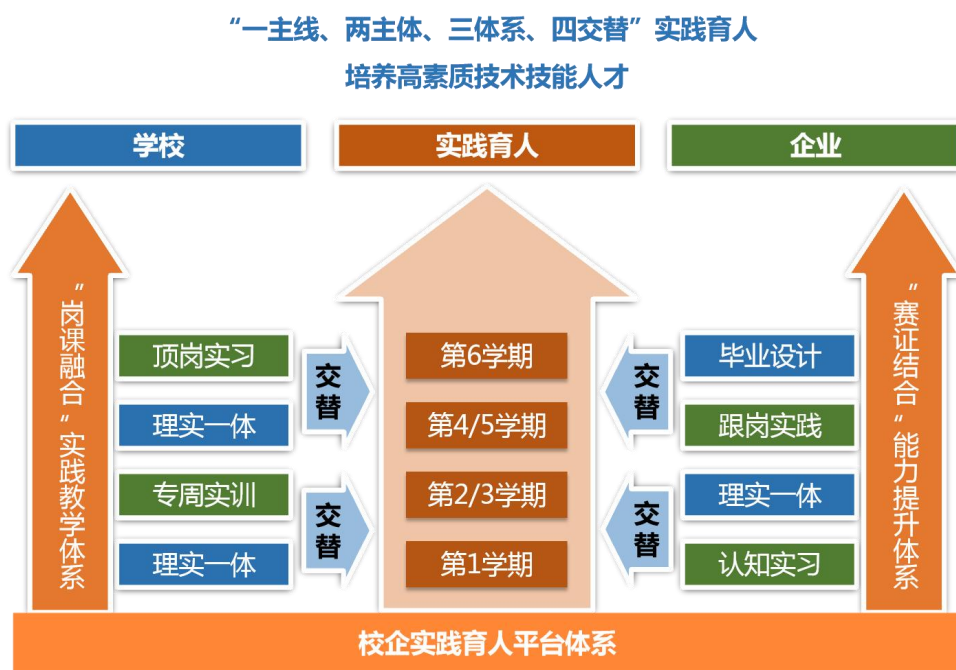 “一主线、两主体、三体系、四交替”实践育人
培养高素质技术技能人才
学校
实践育人
企业
“岗课融合“实践教学体系
顶岗实习
理实一体
专周实训
理实一体
交替
交替
第6学期
第4/5学期
第2/3学期
第1学期
交替
交替
毕业设计
跟岗实践
理实一体
认知实习
“赛证结合“能力提升体系
校企实践育人平台体系